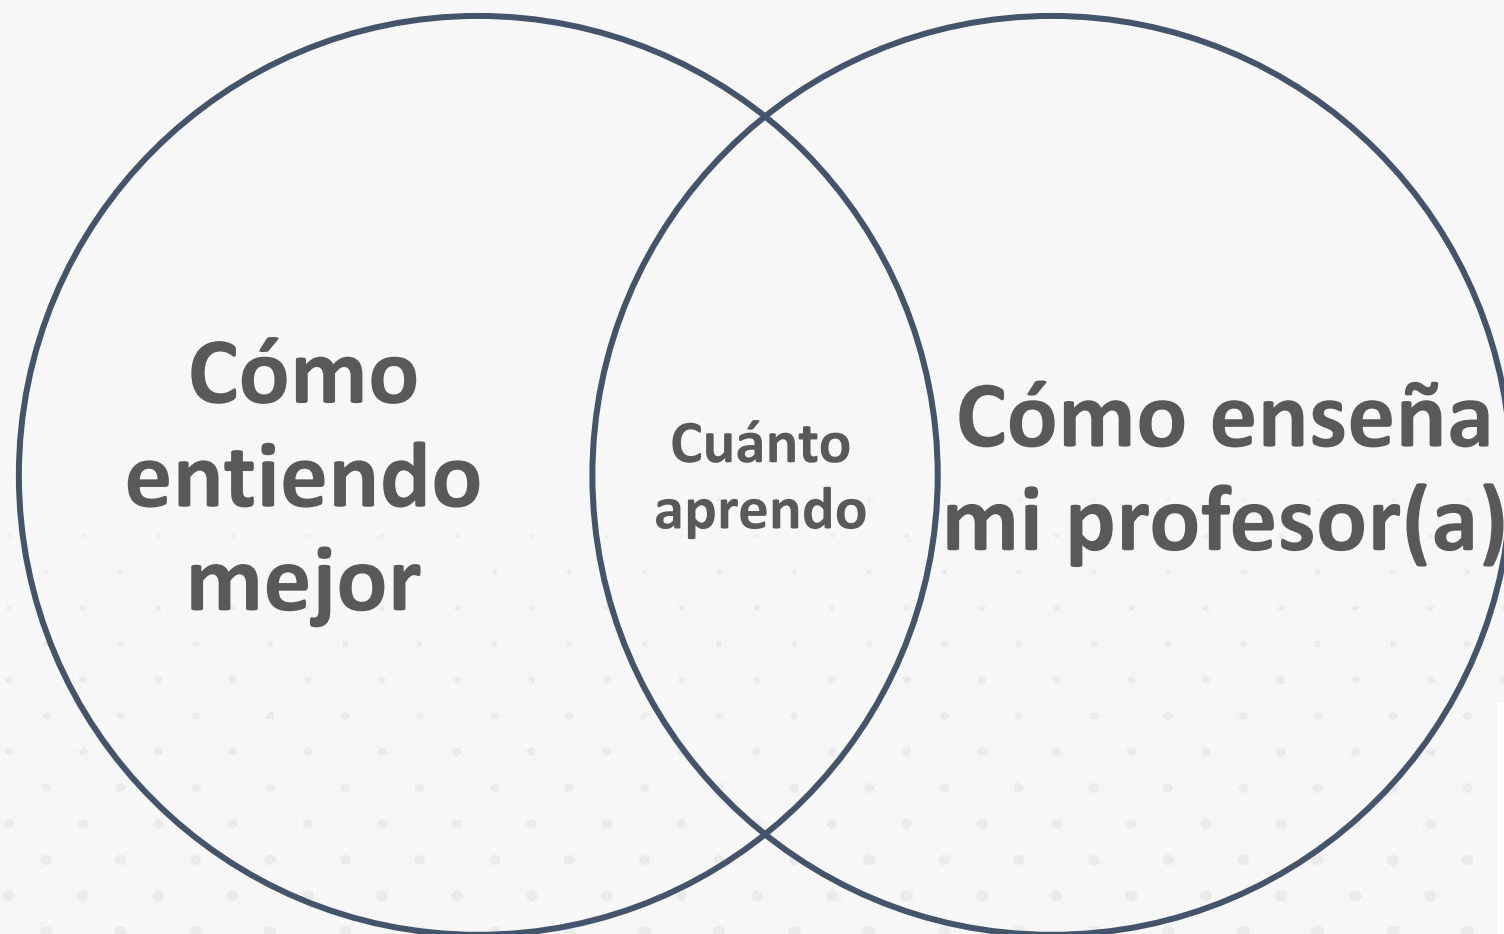 Cómo
entiendo
mejor
Cuánto
aprendo
Cómo enseña
mi profesor(a)